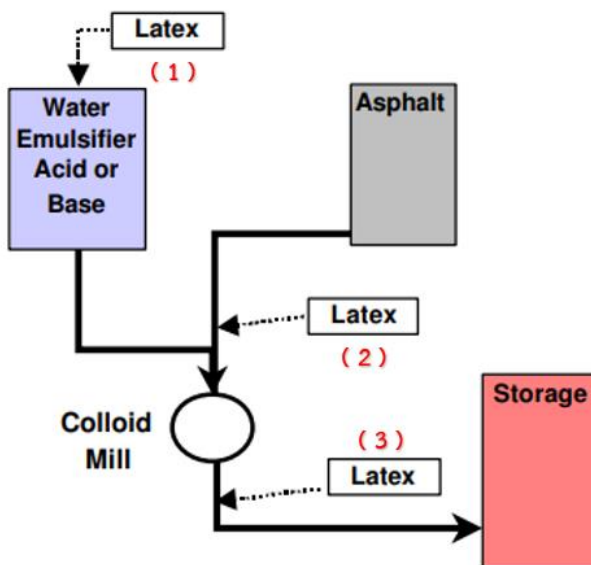 Latex
( 1 )
Water
Emulsifier
Acid or
Base
Asphalt
Latex
( 2 )
Colloid
Mill
( 3 )
Latex
Storage